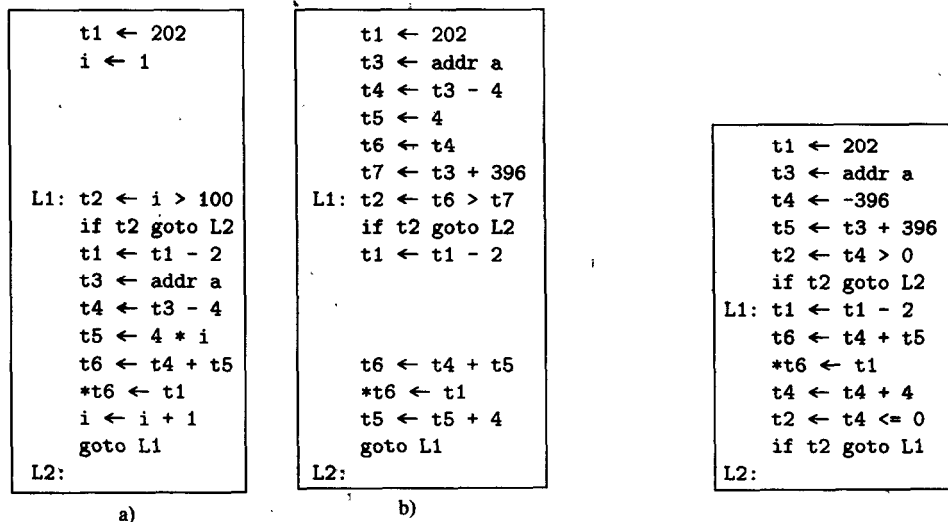 t1 ← 202
i ← 1
L1: t2 ← i > 100
if t2 goto L2
t1 ← t1 - 2
t3 ← addr a
t4 ← t3 - 4
t5 ← 4 * i
t6 ← t4 + t5
*t6 ← t1
i ← i + 1
goto L1
L2:
a)
t1 ← 202
t3 ← addr a
t4 ← t3 - 4
t5 ← 4
t6 ← t4
t7 ← t3 + 396
L1: t2 ← t6 > t7
if t2 goto L2
t1 ← t1 - 2
t6 ← t4 + t5
*t6 ← t1
t5 ← t5 + 4
goto L1
L2:
b)
t1 ← 202
t3 ← addr a
t4 ← -396
t5 ← t3 + 396
t2 ← t4 > 0
if t2 goto L2
L1: t1 ← t1 - 2
t6 ← t4 + t5
*t6 ← t1
t4 ← t4 + 4
t2 ← t4 <= 0
if t2 goto L1
L2: